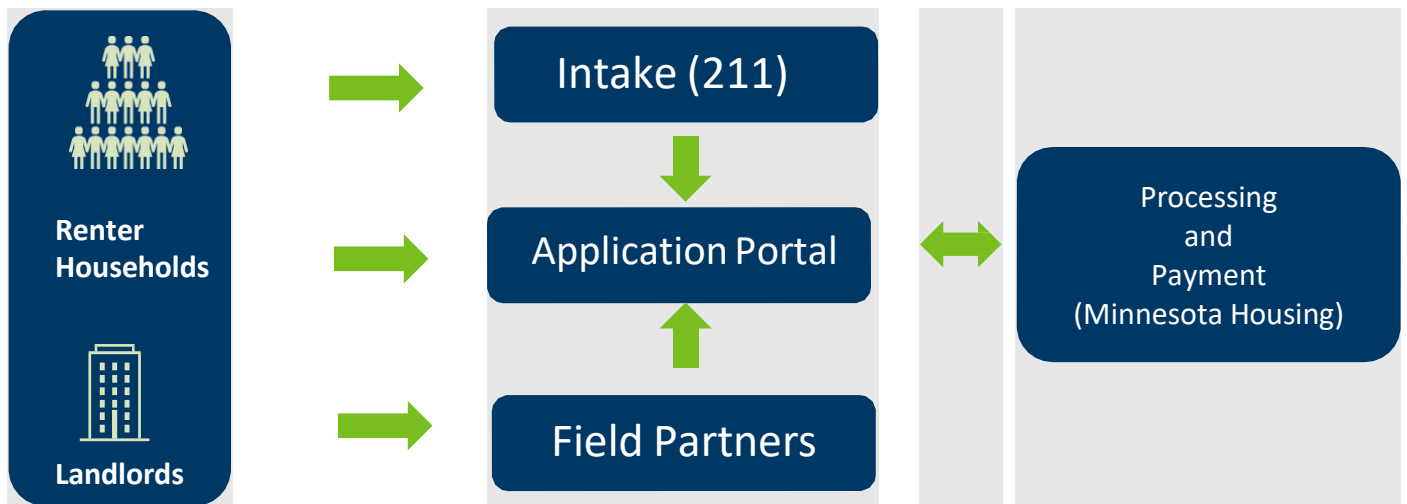 Renter
Households
Landlords
Intake (211)
Application Portal
Field Partners
Processing
and
Payment
(Minnesota Housing)